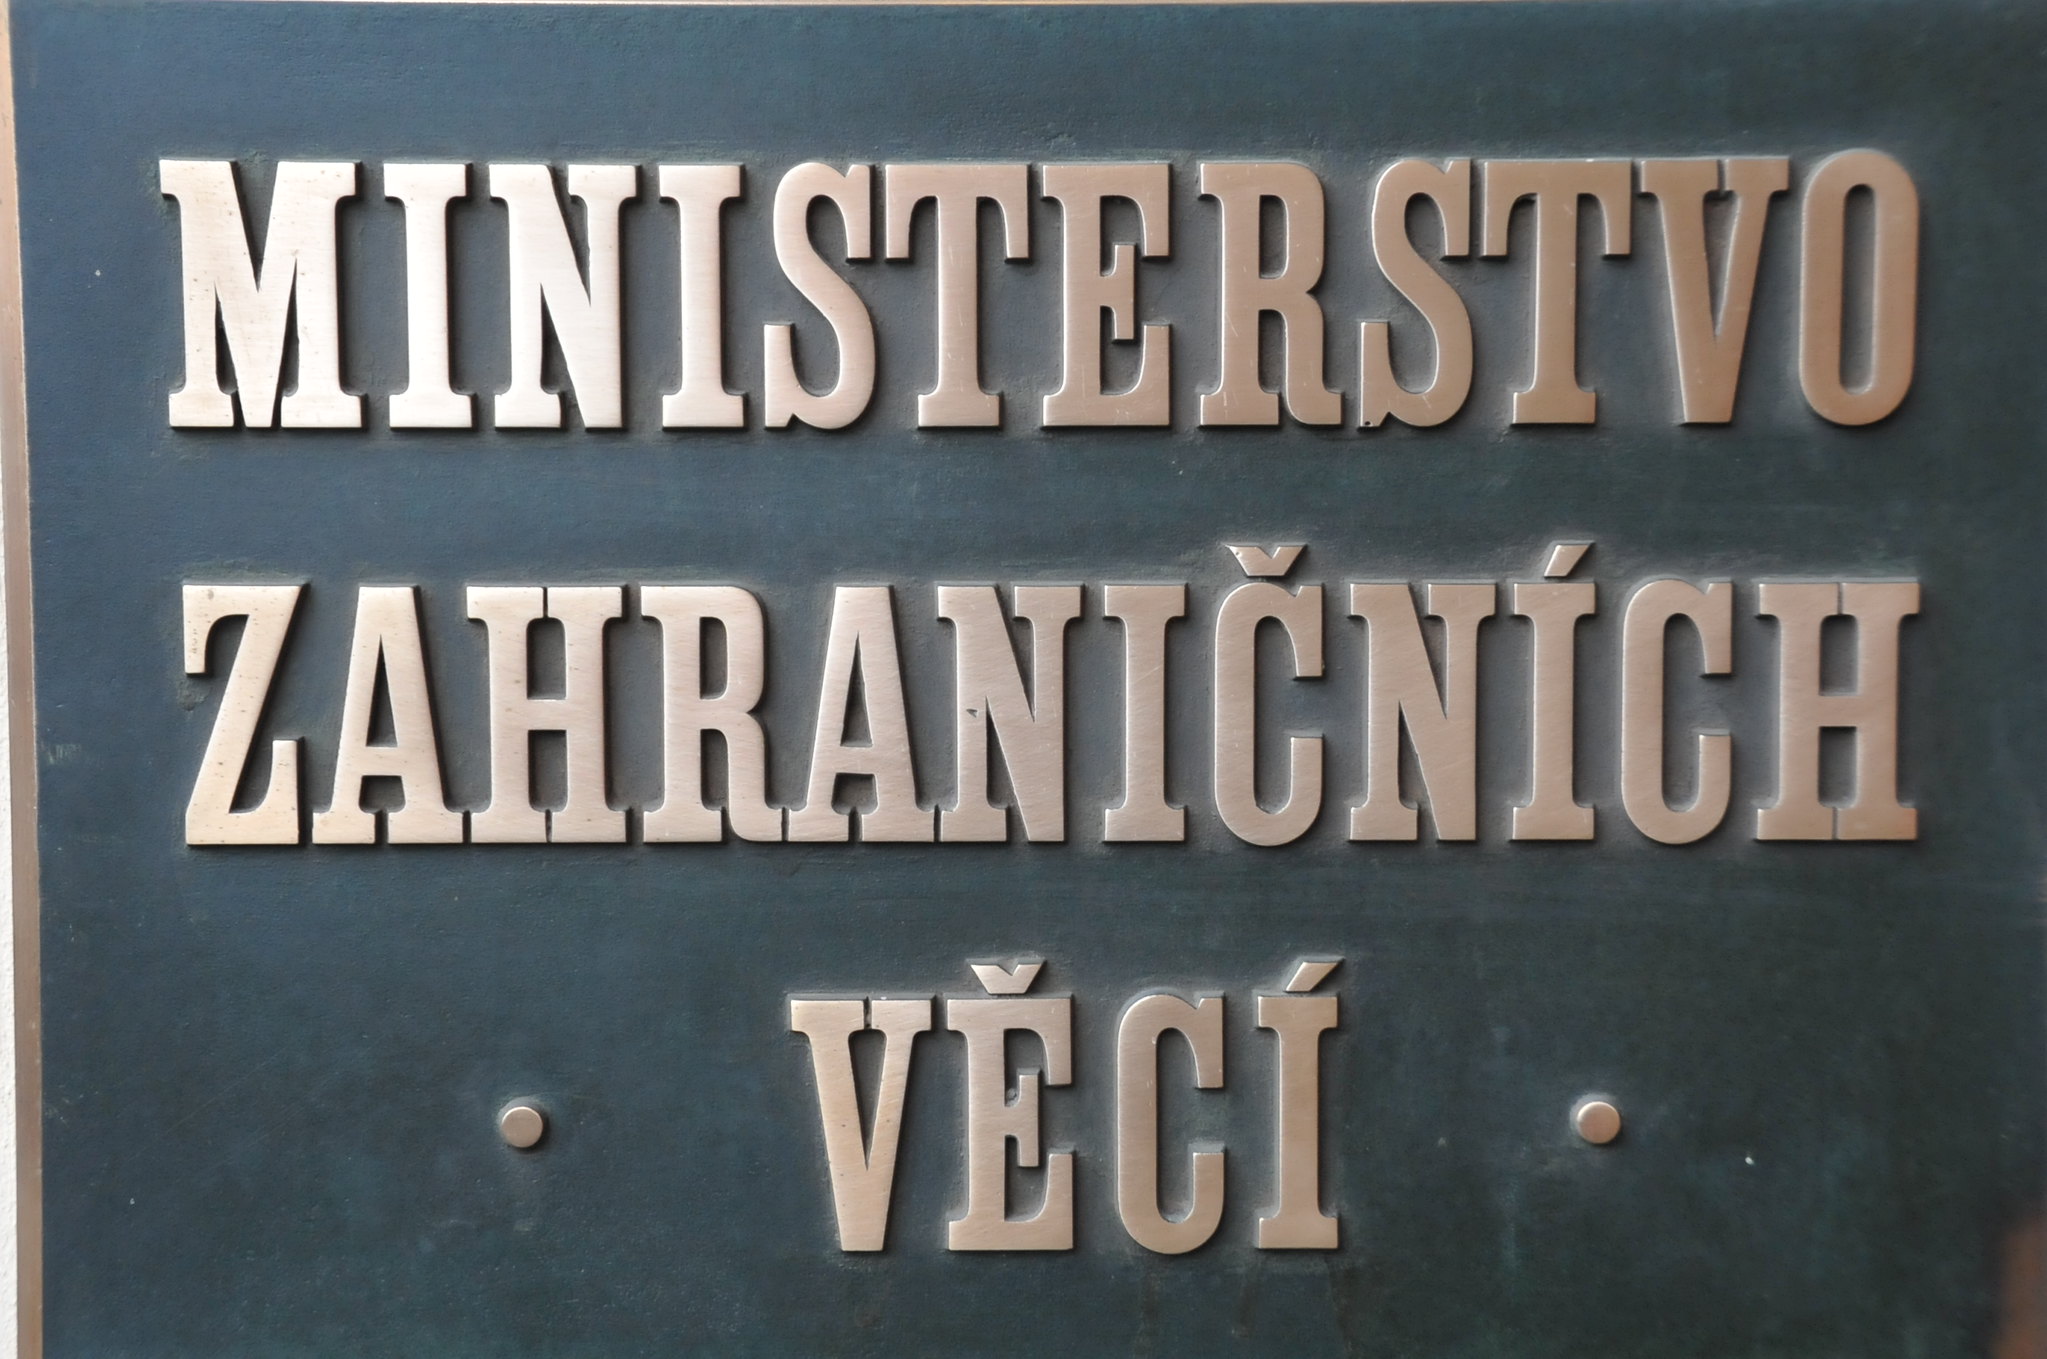 MINISTERSTVO
ZAHRANIČNÍCH
· VĚCÍ ·